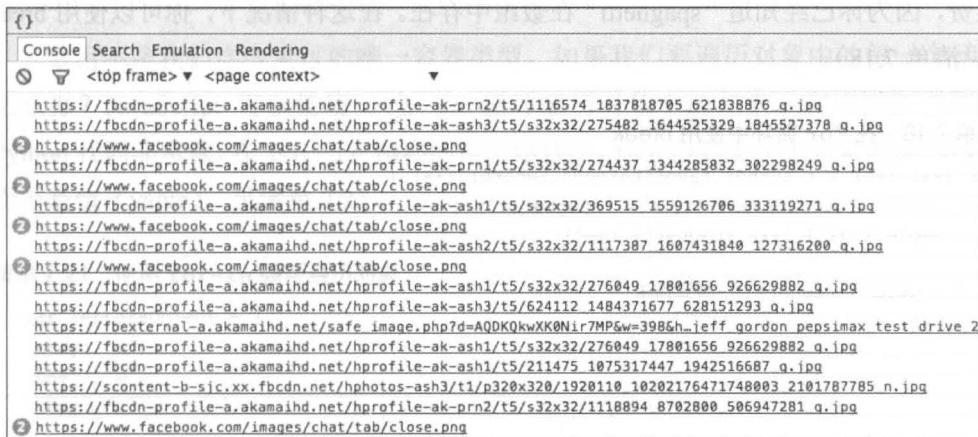 {}
Console Search Emulation Rendering
<top frame> ▼ <page context> ▼
https://fbcdn-profile-a.akamaihd.net/hprofile-ak-prn2/t5/1116574_1837818705_621838876_q.jpg
https://fbcdn-profile-a.akamaihd.net/hprofile-ak-ash3/t5/s32x32/275482_1644525329_1845527378_q.jpg
2 https://www.facebook.com/images/chat/tab/close.png
https://fbcdn-profile-a.akamaihd.net/hprofile-ak-prn1/t5/s32x32/274437_1344285832_302298249_q.jpg
2 https://www.facebook.com/images/chat/tab/close.png
https://fbcdn-profile-a.akamaihd.net/hprofile-ak-ash1/t5/s32x32/369515_1559126706_333119271_q.jpg
2 https://www.facebook.com/images/chat/tab/close.png
https://fbcdn-profile-a.akamaihd.net/hprofile-ak-ash2/t5/s32x32/1117387_1607431840_127316200_q.jpg
2 https://www.facebook.com/images/chat/tab/close.png
https://fbcdn-profile-a.akamaihd.net/hprofile-ak-ash1/t5/s32x32/276049_17801656_926629882_q.jpg
https://fbcdn-profile-a.akamaihd.net/hprofile-ak-ash3/t5/624112_1484371677_628151293_q.jpg
https://fbexternal-a.akamaihd.net/safe_image.php?d=AQDKQkwXK0Nir7MP&w=398&h…jeff_gordon_pepsimax_test_drive_2
https://fbcdn-profile-a.akamaihd.net/hprofile-ak-ash1/t5/s32x32/276049_17801656_926629882_q.jpg
https://fbcdn-profile-a.akamaihd.net/hprofile-ak-ash1/t5/211475_1075317447_1942516687_q.jpg
https://scontent-b-sjc.xx.fbcdn.net/hphotos-ash3/t1/p320x320/1920110_10202176471748003_2101787785_n.jpg
https://fbcdn-profile-a.akamaihd.net/hprofile-ak-prn2/t5/s32x32/1118894_8702800_506947281_q.jpg
2 https://www.facebook.com/images/chat/tab/close.png